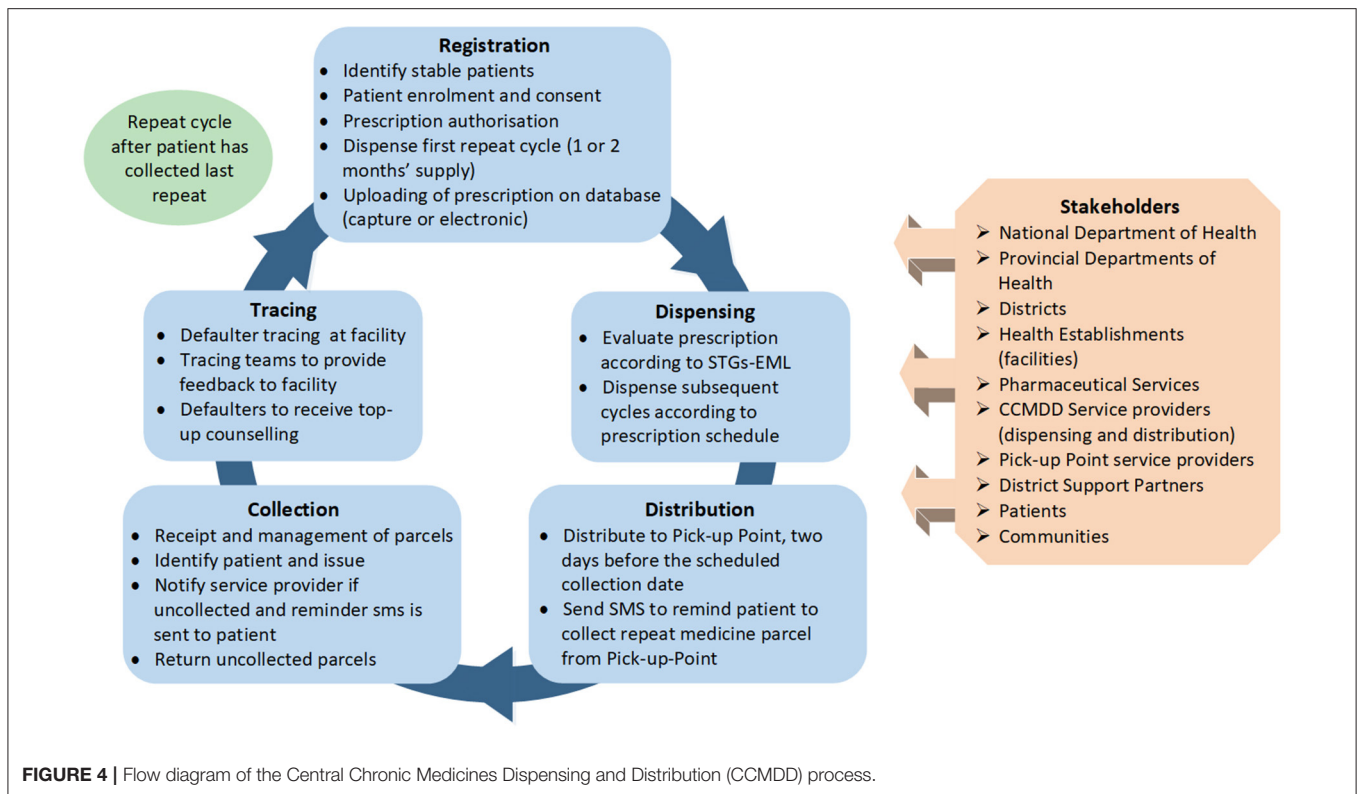 Registration
• Identify stable patients
• Patient enrolment and consent
• Prescription authorisation
• Dispense first repeat cycle (1 or 2
months' supply)
• Uploading of prescription on database
(capture or electronic)
Repeat cycle
after patient has
collected last
repeat
Tracing
• Defaulter tracing at facility
• Tracing teams to provide
feedback to facility
• Defaulters to receive top-
up counselling
Dispensing
• Evaluate prescription
according to STGs-EML
• Dispense subsequent
cycles according to
prescription schedule
Collection
• Receipt and management of parcels
• Identify patient and issue
• Notify service provider if
uncollected and reminder sms is
sent to patient
• Return uncollected parcels
Distribution
• Distribute to Pick-up Point, two
days before the scheduled
collection date
• Send SMS to remind patient to
collect repeat medicine parcel
from Pick-up-Point
Stakeholders
➢ National Department of Health
➢ Provincial Departments of
Health
➢ Districts
➢ Health Establishments
(facilities)
➢ Pharmaceutical Services
➢ CCMDD Service providers
(dispensing and distribution)
➢ Pick-up Point service providers
➢ District Support Partners
➢ Patients
➢ Communities
FIGURE 4 | Flow diagram of the Central Chronic Medicines Dispensing and Distribution (CCMDD) process.